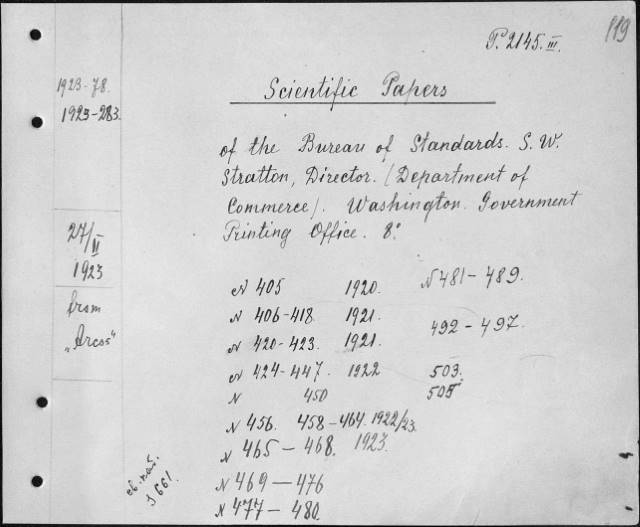 119
P. 2145. III.
1923-78.
1923-283.
Scientific Papers
of the Bureau of Standards. S. W.
Stratton, Director. (Department of
Commerce). Washington. Government
Printing Office. 8°.
27/II
1923
from
„Arcos“
N 405 1920. N 481-489.
N 406-418 1921. 492-497.
N 420-423. 1921.
N 424-447. 1922 503.
N 450 505
N 456. 458-464. 1922/23.
N 465-468. 1923.
N 469-476
N 477-480.
661.